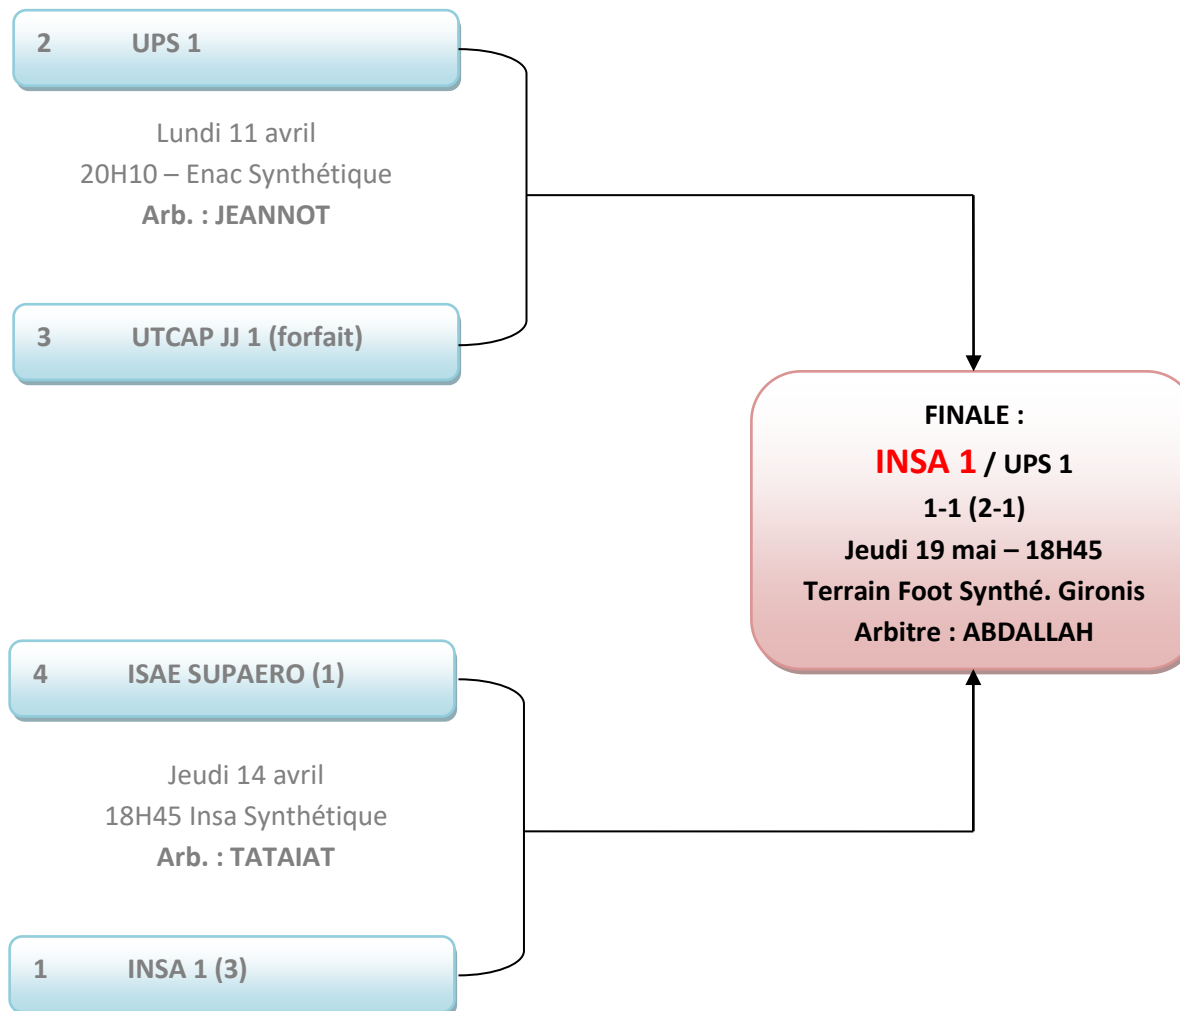 2 UPS 1
Lundi 11 avril
20H10 – Enac Synthétique
Arb. : JEANNOT
3 UTCAP JJ 1 (forfait)
FINALE :
INSA 1 / UPS 1
1-1 (2-1)
Jeudi 19 mai – 18H45
Terrain Foot Synthé. Gironis
Arbitre : ABDALLAH
4 ISAE SUPAERO (1)
Jeudi 14 avril
18H45 Insa Synthétique
Arb. : TATAIAT
1 INSA 1 (3)